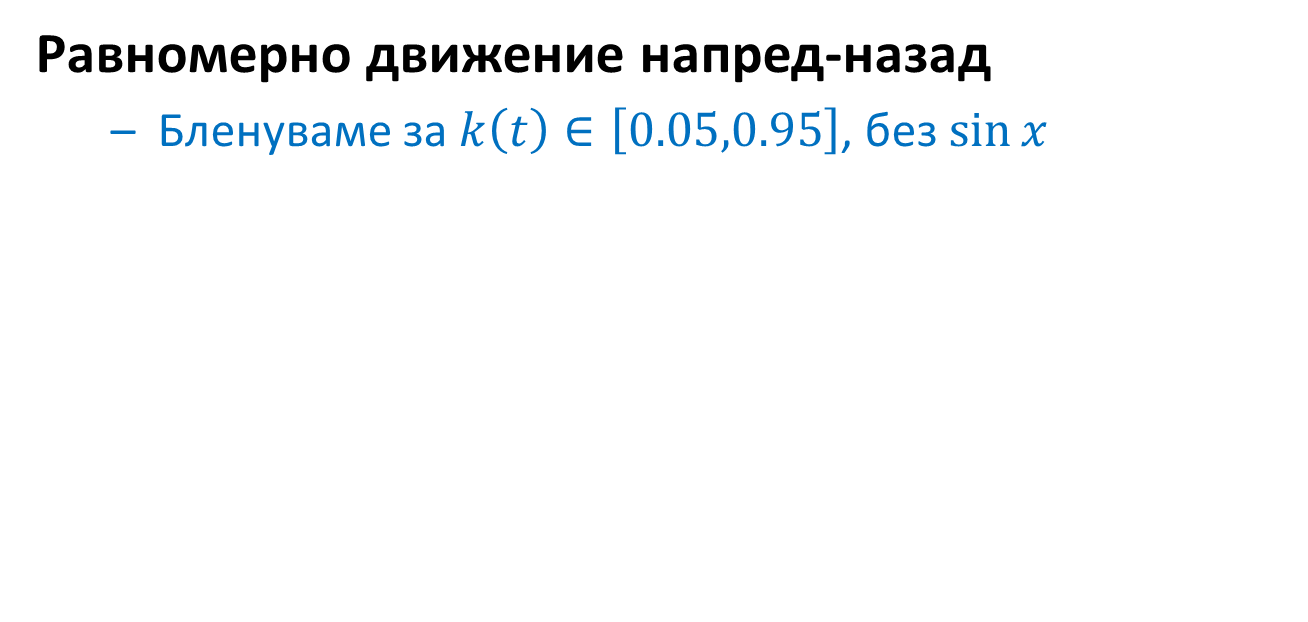 Равномерно движение напред-назад
– Бленуваме за k(t) ∈ [0.05,0.95], без sin x